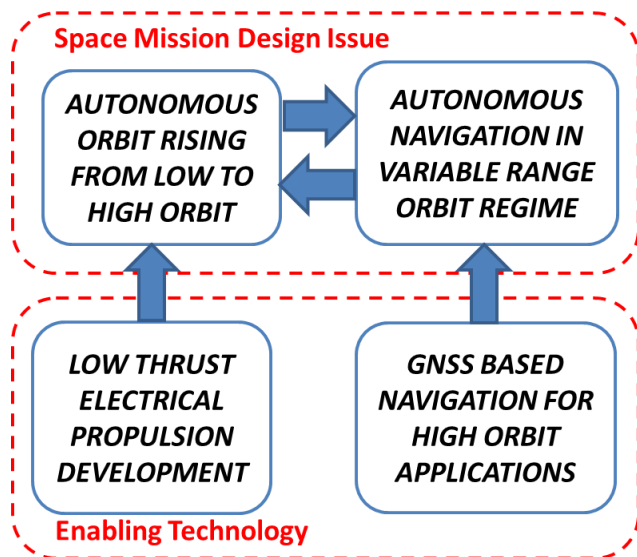 Space Mission Design Issue
AUTONOMOUS
ORBIT RISING
FROM LOW TO
HIGH ORBIT
AUTONOMOUS
NAVIGATION IN
VARIABLE RANGE
ORBIT REGIME
LOW THRUST
ELECTRICAL
PROPULSION
DEVELOPMENT
GNSS BASED
NAVIGATION FOR
HIGH ORBIT
APPLICATIONS
Enabling Technology